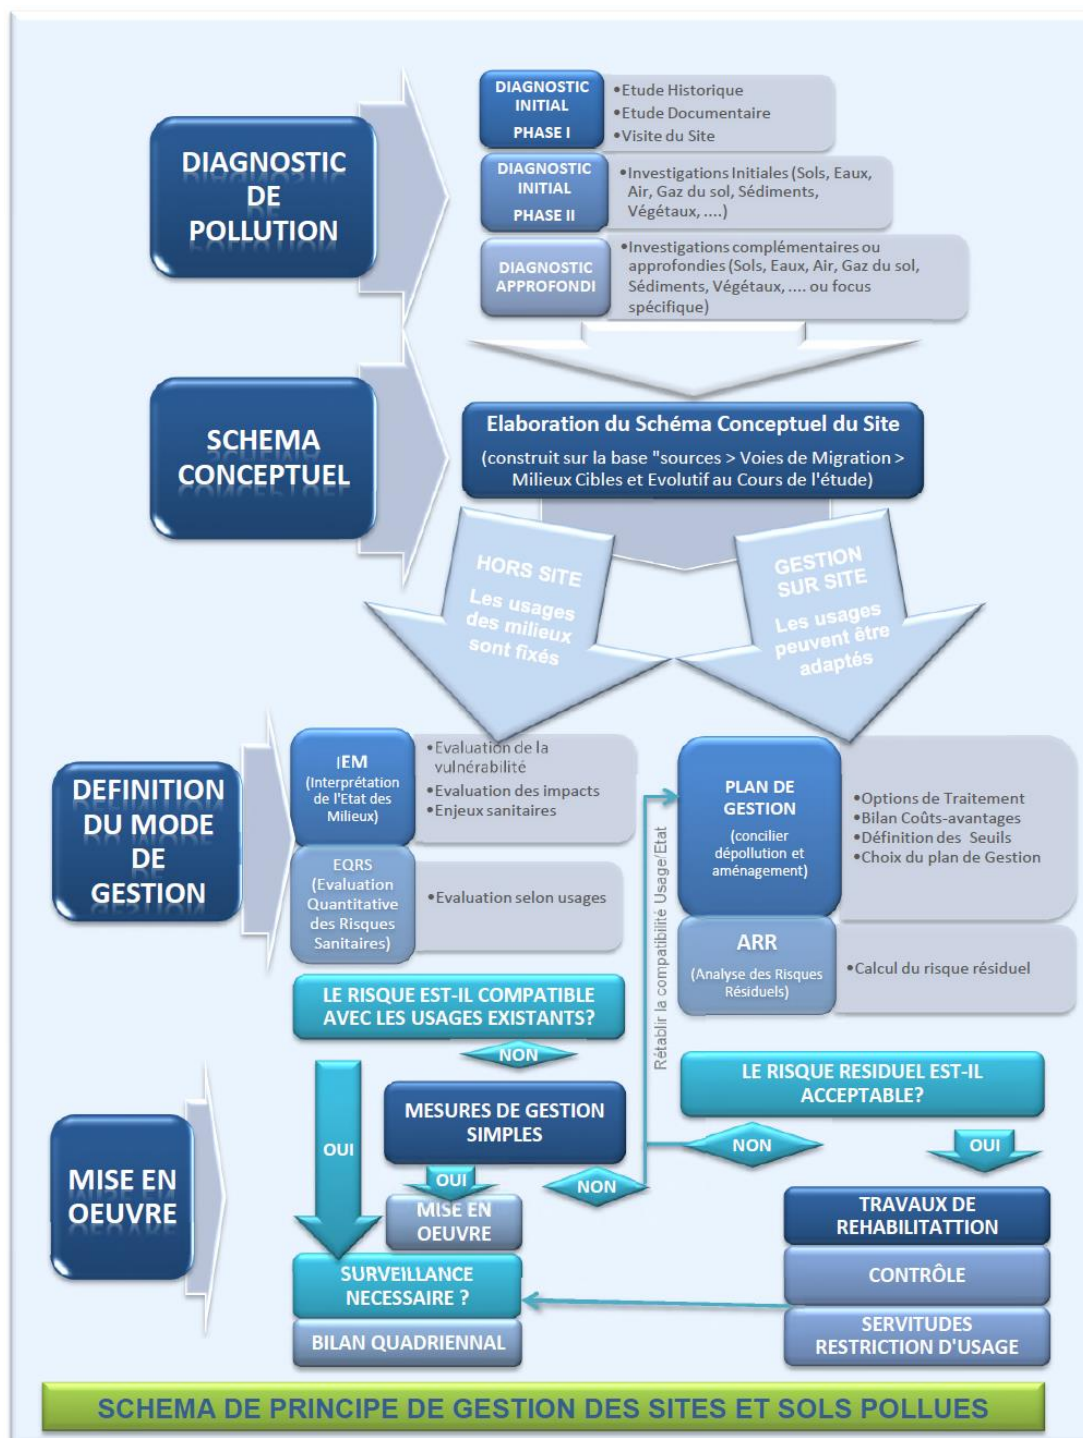 DIAGNOSTIC
DE
POLLUTION
DIAGNOSTIC
INITIAL
PHASE I
•Etude Historique
•Etude Documentaire
•Visite du Site
DIAGNOSTIC
INITIAL
PHASE II
•Investigations Initiales (Sols, Eaux,
Air, Gaz du sol, Sédiments,
Végétaux, ....)
DIAGNOSTIC
APPROFONDI
•Investigations complémentaires ou
approfondies (Sols, Eaux, Air, Gaz du sol,
Sédiments, Végétaux, .... ou focus
spécifique)
SCHEMA
CONCEPTUEL
Elaboration du Schéma Conceptuel du Site
(construit sur la base "sources > Voies de Migration >
Milieux Cibles et Evolutif au Cours de l'étude)
HORS SITE
Les usages
des milieux
sont fixés
GESTION
SUR SITE
Les usages
peuvent être
adaptés
DEFINITION
DU MODE
DE
GESTION
IEM
(Interprétation
de l'Etat des
Milieux)
•Evaluation de la
vulnérabilité
•Evaluation des impacts
•Enjeux sanitaires
EQRS
(Evaluation
Quantitative
des Risques
Sanitaires)
•Evaluation selon usages
Rétablir la compatibilité Usage/Etat
PLAN DE
GESTION
(concilier
dépollution et
aménagement)
•Options de Traitement
•Bilan Coûts-avantages
•Définition des Seuils
•Choix du plan de Gestion
ARR
(Analyse des Risques
Résiduels)
•Calcul du risque résiduel
LE RISQUE EST-IL COMPATIBLE
AVEC LES USAGES EXISTANTS?
NON
LE RISQUE RESIDUEL EST-IL
ACCEPTABLE?
MISE EN
OEUVRE
OUI
MESURES DE GESTION
SIMPLES
NON
OUI
OUI
NON
MISE EN
OEUVRE
TRAVAUX DE
REHABILITATTION
CONTRÔLE
SERVITUDES
RESTRICTION D'USAGE
SURVEILLANCE
NECESSAIRE ?
BILAN QUADRIENNAL
SCHEMA DE PRINCIPE DE GESTION DES SITES ET SOLS POLLUES